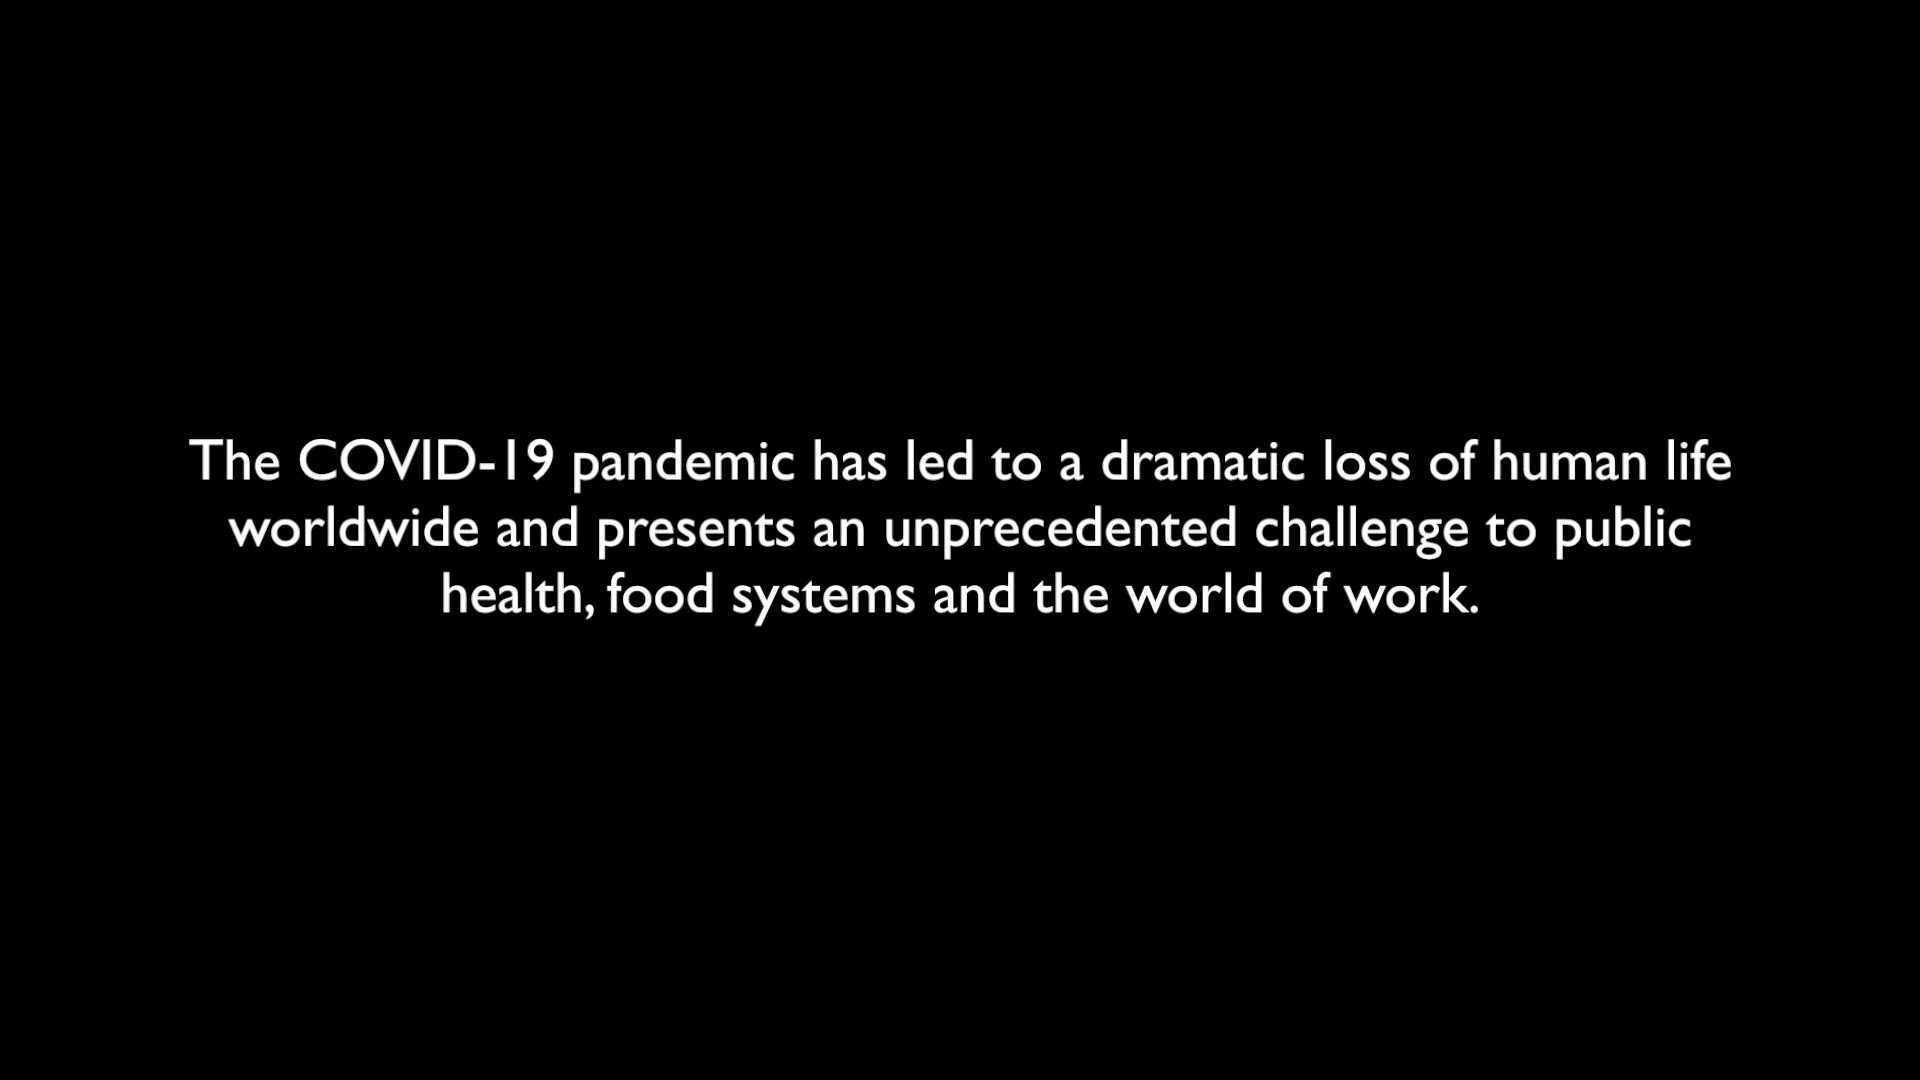 The COVID-19 pandemic has led to a dramatic loss of human life
worldwide and presents an unprecedented challenge to public
health, food systems and the world of work.